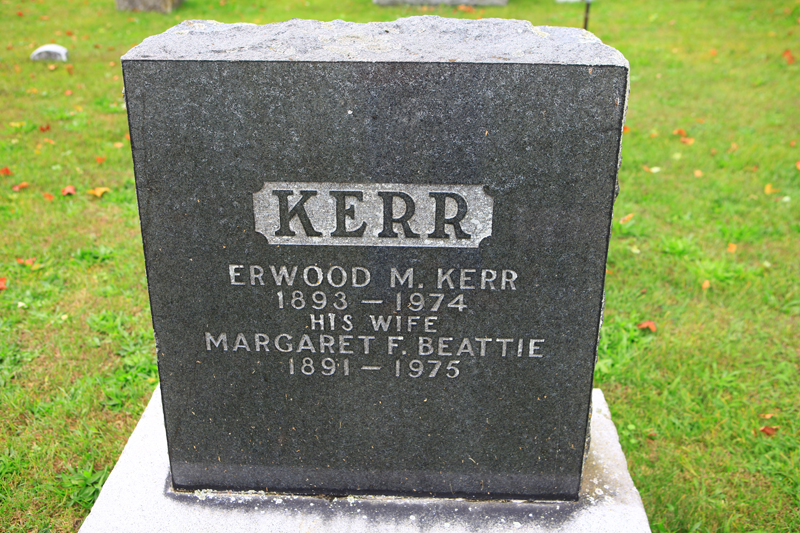 KERR
ERWOOD M. KERR
1893 – 1974
HIS WIFE
MARGARET F. BEATTIE
1891 – 1975